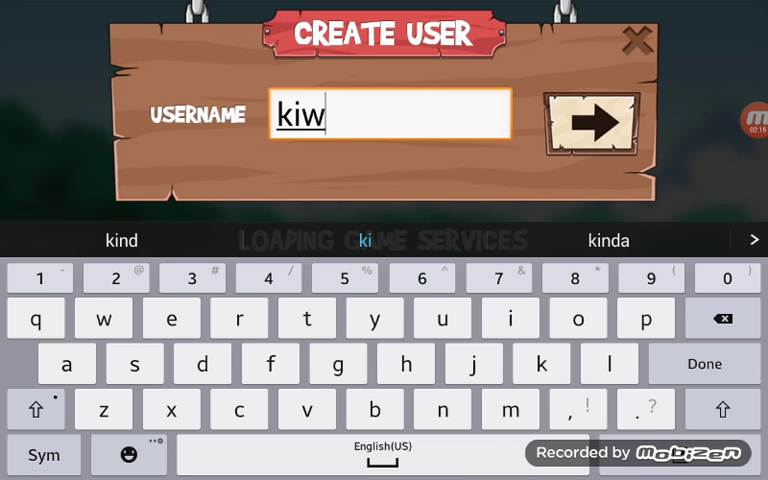 CREATE USER
USERNAME kiw
02:15
kind ki kinda >
LOADING GAME SERVICES
1 - 2 @ 3 # 4 / 5 % 6 ^ 7 & 8 * 9 ( 0 )
q w e r t y u i o p
a s d f g h j k l Done
z x c v b n m , ! . ?
Sym English(US)
Recorded by mobizen